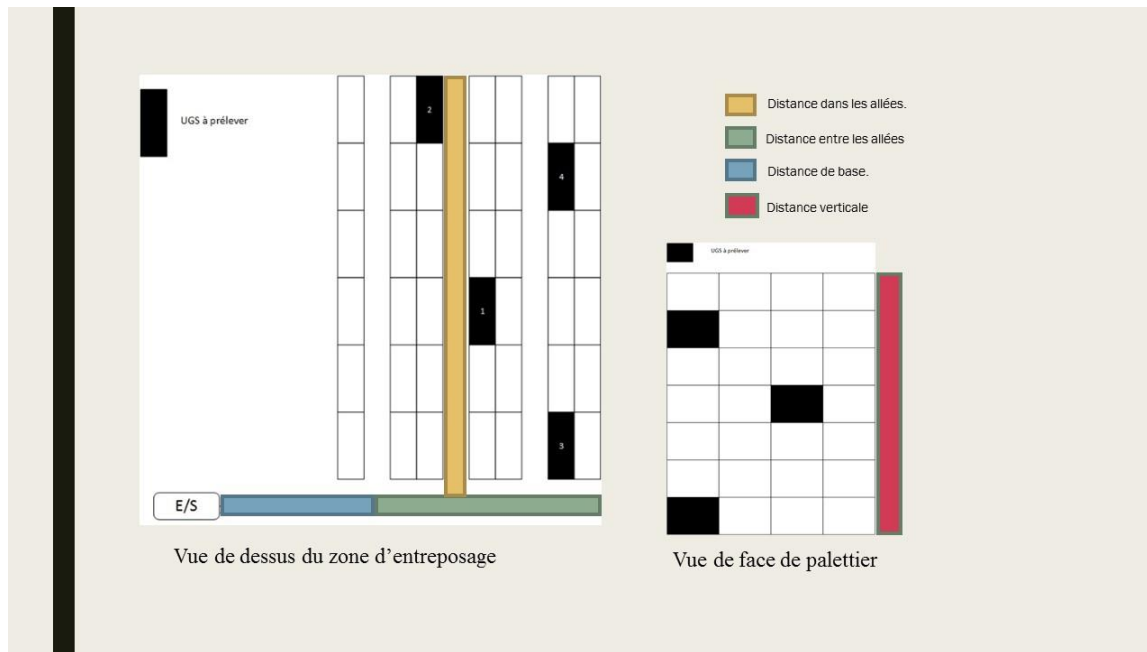 UGS à prélever
2
4
1
3
E/S
Vue de dessus du zone d’entreposage
Distance dans les allées.
Distance entre les allées
Distance de base.
Distance verticale
UGS à prélever
Vue de face de palettier